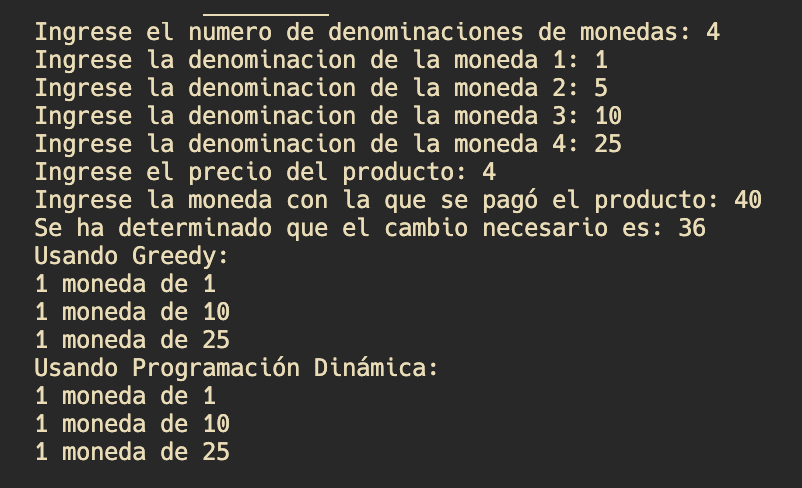 Ingrese el numero de denominaciones de monedas: 4
Ingrese la denominacion de la moneda 1: 1
Ingrese la denominacion de la moneda 2: 5
Ingrese la denominacion de la moneda 3: 10
Ingrese la denominacion de la moneda 4: 25
Ingrese el precio del producto: 4
Ingrese la moneda con la que se pagó el producto: 40
Se ha determinado que el cambio necesario es: 36
Usando Greedy:
1 moneda de 1
1 moneda de 10
1 moneda de 25
Usando Programación Dinámica:
1 moneda de 1
1 moneda de 10
1 moneda de 25